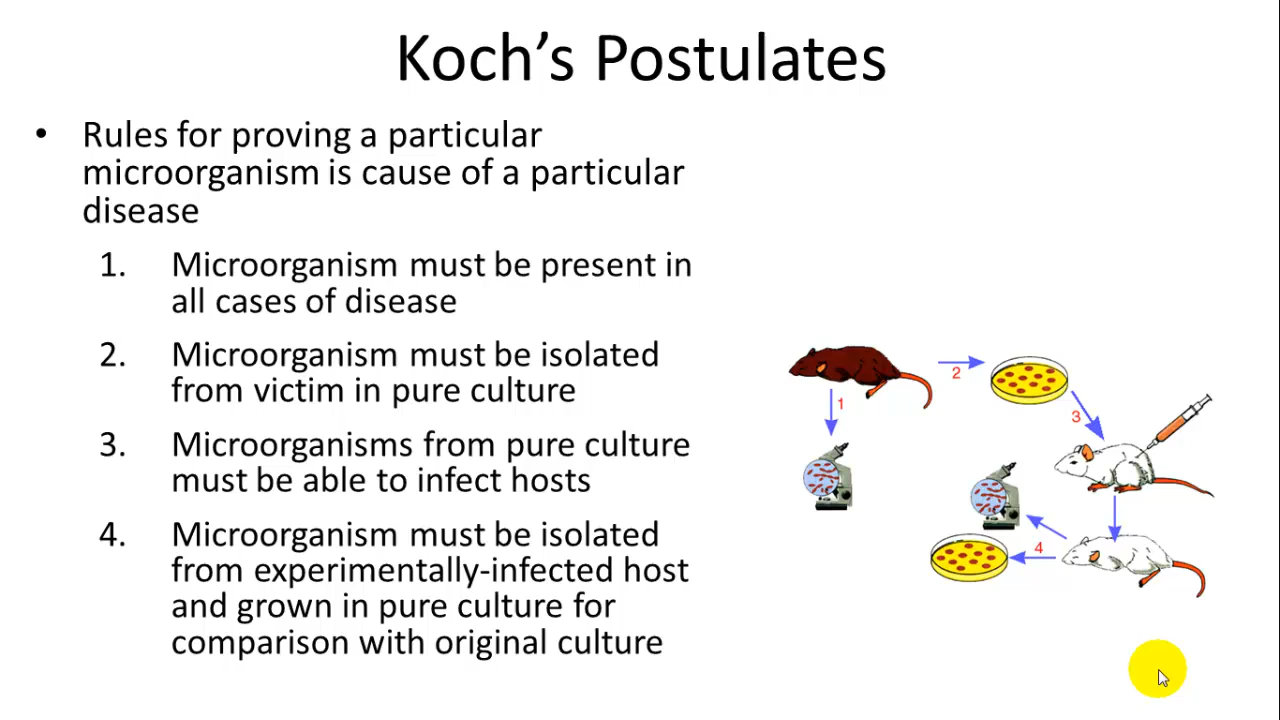 Koch’s Postulates
• Rules for proving a particular
microorganism is cause of a particular
disease
1. Microorganism must be present in
all cases of disease
2. Microorganism must be isolated
from victim in pure culture
3. Microorganisms from pure culture
must be able to infect hosts
4. Microorganism must be isolated
from experimentally-infected host
and grown in pure culture for
comparison with original culture
2
1
3
4